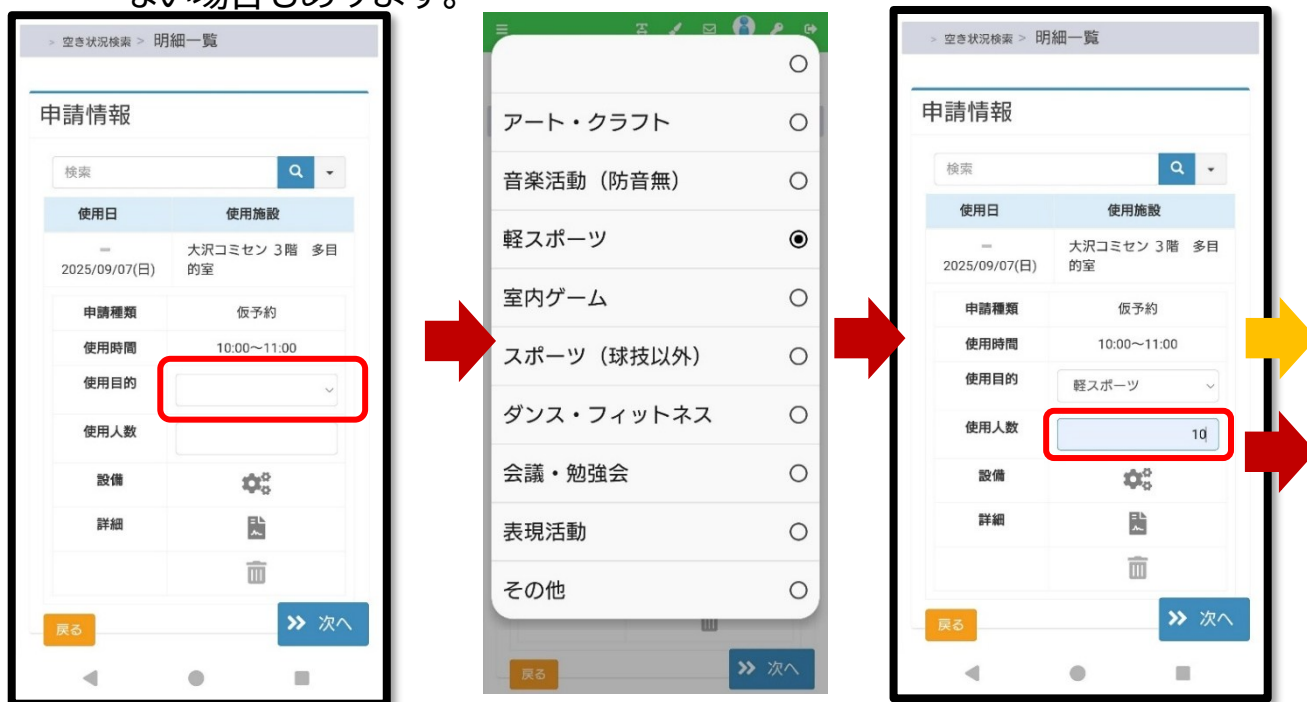 ない場合もあります。
> 空き状況検索 > 明細一覧
申請情報
検索
使用日 使用施設
2025/09/07(日) 大沢コミセン 3階 多目
的室
申請種類 仮予約
使用時間 10:00～11:00
使用目的
使用人数
設備
詳細
戻る
次へ
アート・クラフト
音楽活動（防音無）
軽スポーツ
室内ゲーム
スポーツ（球技以外）
ダンス・フィットネス
会議・勉強会
表現活動
その他
戻る
次へ
> 空き状況検索 > 明細一覧
申請情報
検索
使用日 使用施設
2025/09/07(日) 大沢コミセン 3階 多目
的室
申請種類 仮予約
使用時間 10:00～11:00
使用目的 軽スポーツ
使用人数 10
設備
詳細
戻る
次へ